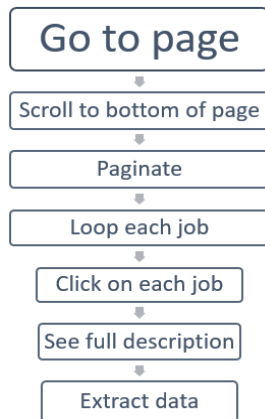 Go to page
Scroll to bottom of page
Paginate
Loop each job
Click on each job
See full description
Extract data